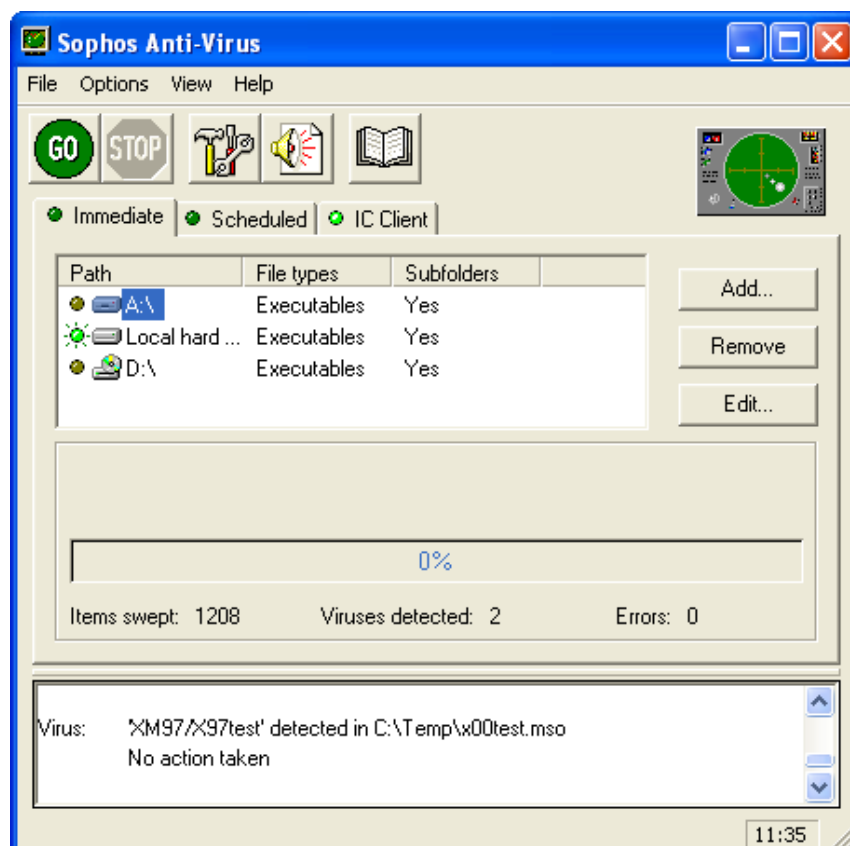 Sophos Anti-Virus
File Options View Help
GO STOP
Immediate Scheduled IC Client
Path File types Subfolders
A:\ Executables Yes
Local hard ... Executables Yes
D:\ Executables Yes
Add...
Remove
Edit...
0%
Items swept: 1208 Viruses detected: 2 Errors: 0
Virus: 'XM97/X97test' detected in C:\Temp\x00test.mso
No action taken
11:35